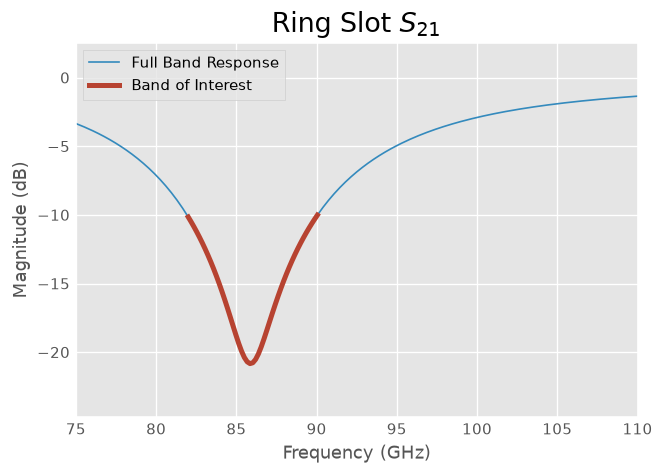 Ring Slot S21
Full Band Response
Band of Interest
0
−5
−10
−15
−20
Magnitude (dB)
75 80 85 90 95 100 105 110
Frequency (GHz)